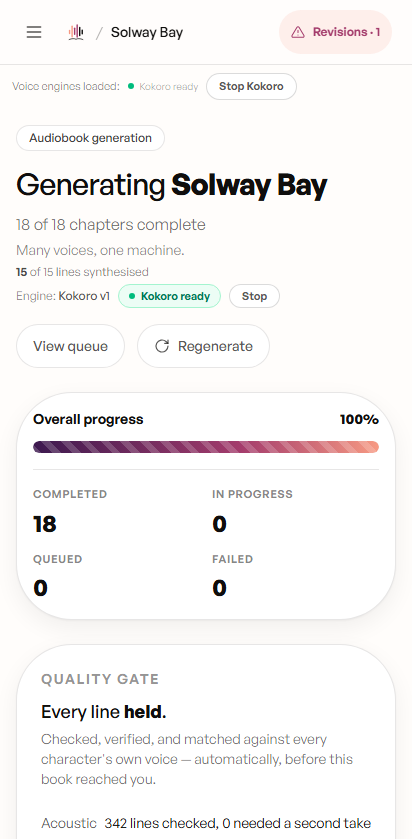 / Solway Bay
Revisions · 1
Voice engines loaded: Kokoro ready Stop Kokoro
Audiobook generation
Generating Solway Bay
18 of 18 chapters complete
Many voices, one machine.
15 of 15 lines synthesised
Engine: Kokoro v1 Kokoro ready Stop
View queue Regenerate
Overall progress 100%
COMPLETED IN PROGRESS
18 0
QUEUED FAILED
0 0
QUALITY GATE
Every line held.
Checked, verified, and matched against every
character's own voice — automatically, before this
book reached you.
Acoustic 342 lines checked, 0 needed a second take